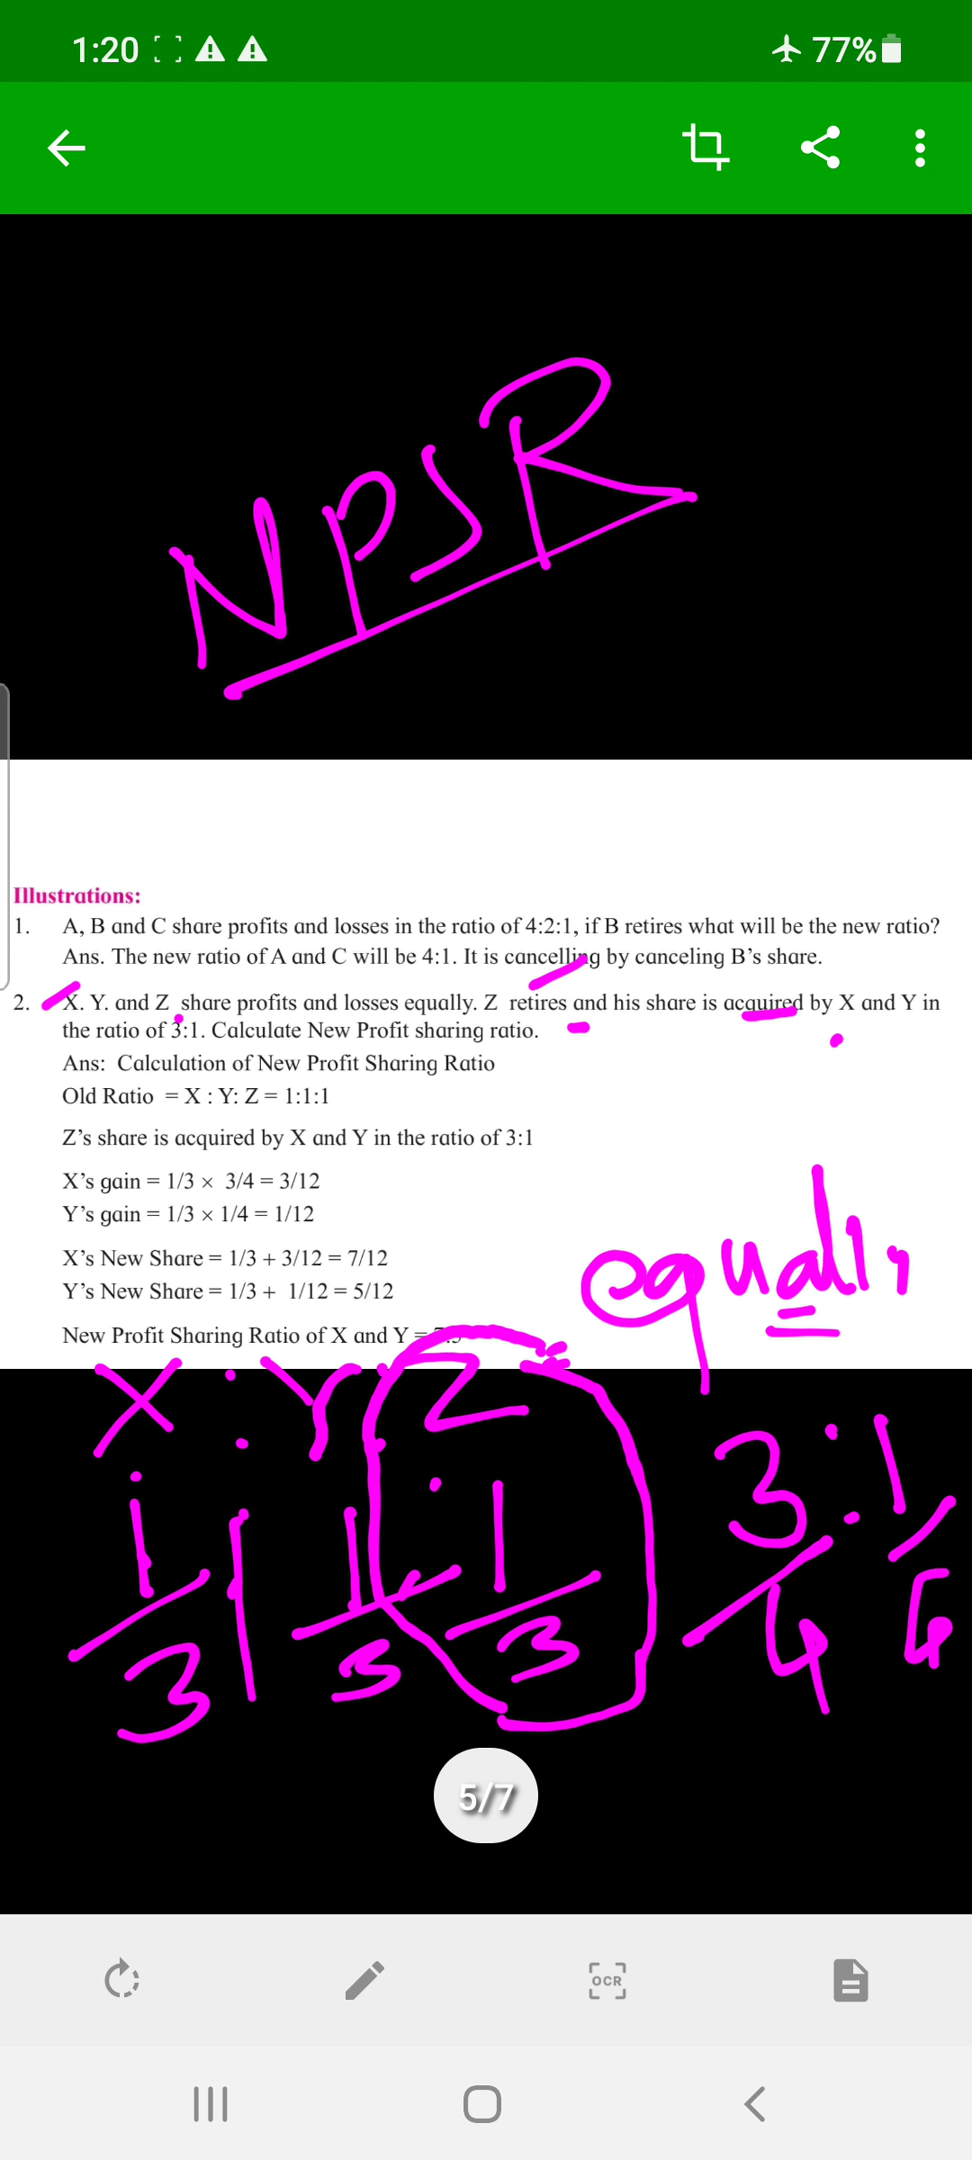 1:20
77%
NPSR
Illustrations:
1. A, B and C share profits and losses in the ratio of 4:2:1, if B retires what will be the new ratio?
Ans. The new ratio of A and C will be 4:1. It is cancelling by canceling B’s share.
2. X. Y. and Z share profits and losses equally. Z retires and his share is acquired by X and Y in
the ratio of 3:1. Calculate New Profit sharing ratio.
Ans: Calculation of New Profit Sharing Ratio
Old Ratio = X : Y: Z = 1:1:1
Z’s share is acquired by X and Y in the ratio of 3:1
X’s gain = 1/3 × 3/4 = 3/12
Y’s gain = 1/3 × 1/4 = 1/12
X’s New Share = 1/3 + 3/12 = 7/12
Y’s New Share = 1/3 + 1/12 = 5/12
equally
New Profit Sharing Ratio of X and Y = 7:5
X : Y Z
1/3 1/3 1/3 3/4 : 1/4
5/7
OCR